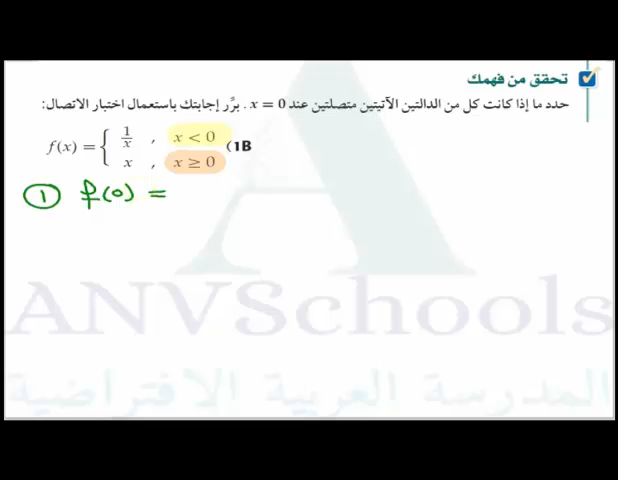 تحقق من فهمك
حدد ما إذا كانت كل من الدالتين الآتيتين متصلتين عند x = 0 . برِّر إجابتك باستعمال اختبار الاتصال:
(1B f(x) = { 1/x , x < 0
x , x ≥ 0
① f(0) =
ANVSchools
المدرسة العربية الافتراضية